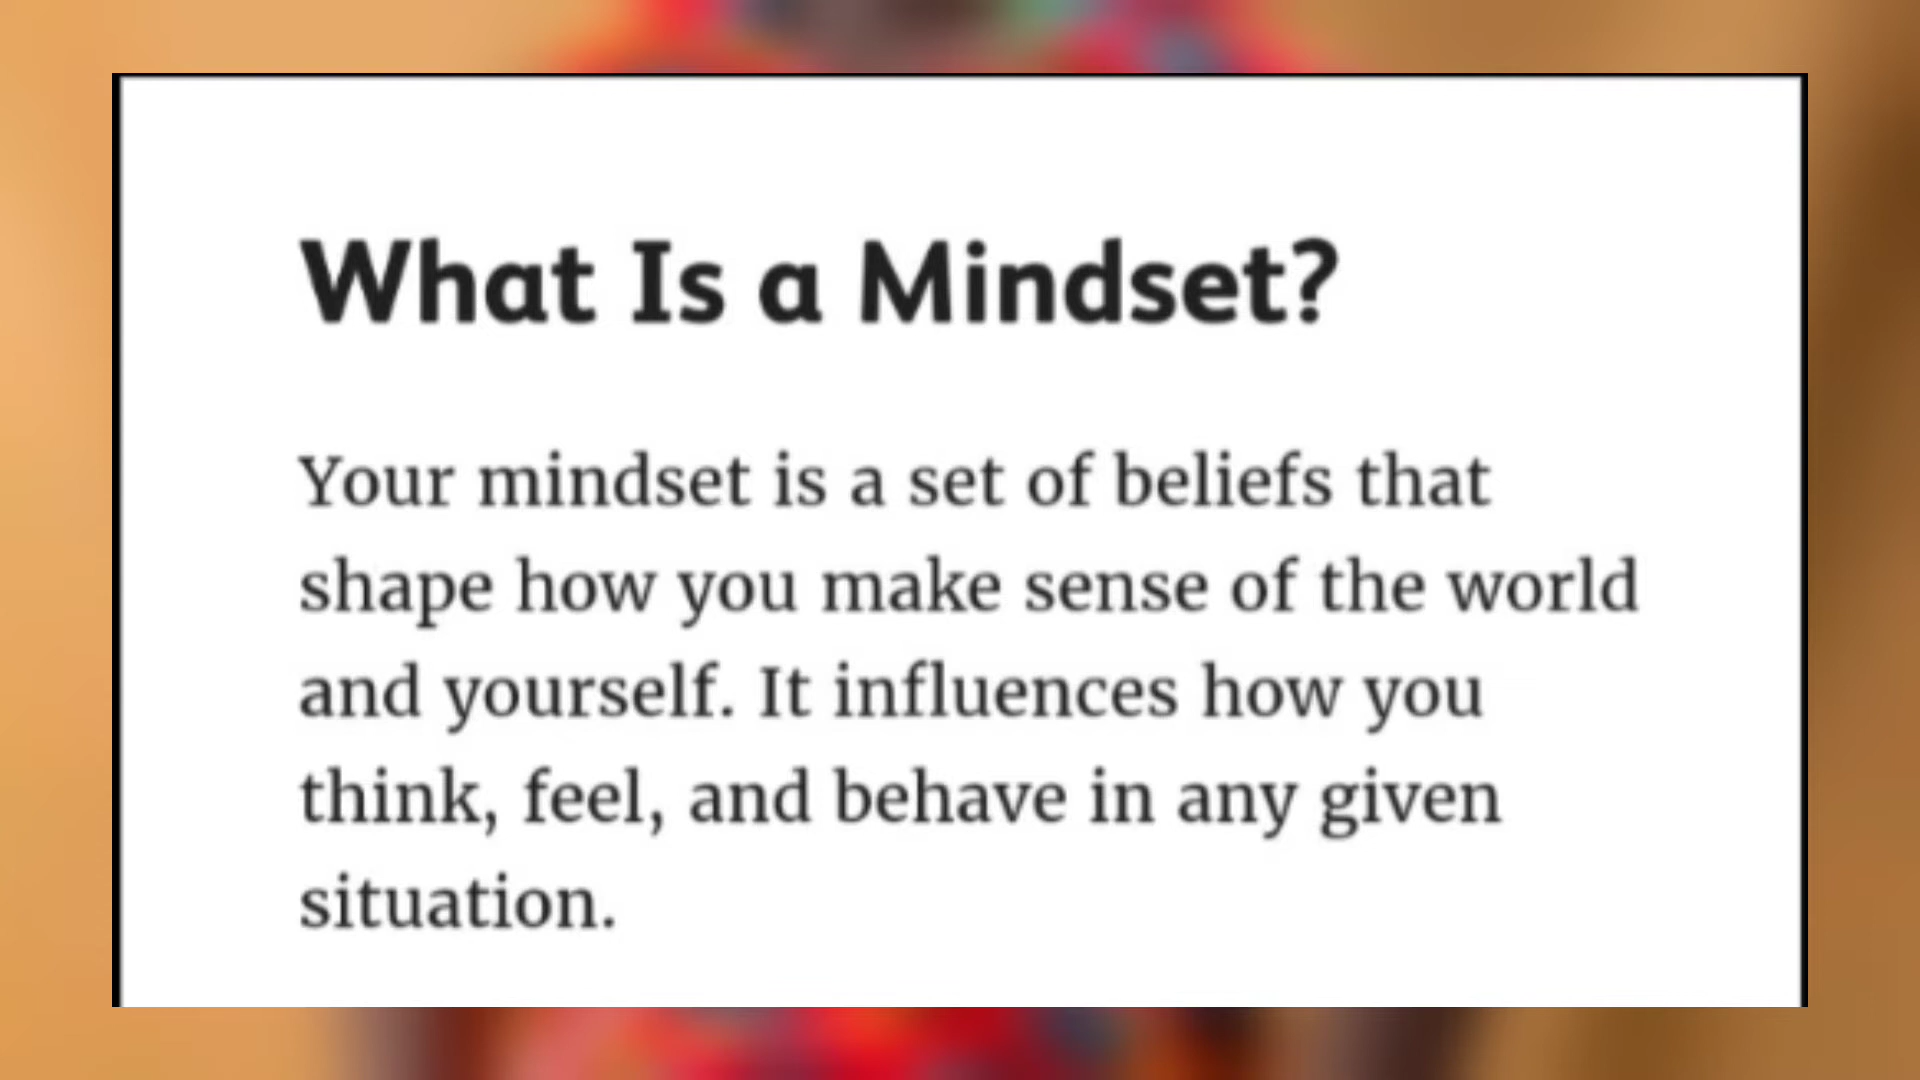 What Is a Mindset?
Your mindset is a set of beliefs that
shape how you make sense of the world
and yourself. It influences how you
think, feel, and behave in any given
situation.